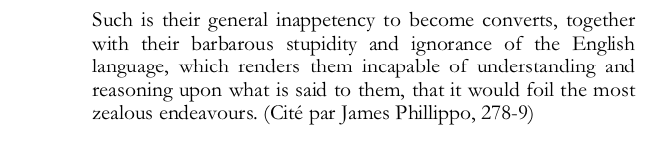 Such is their general inappetency to become converts, together
with their barbarous stupidity and ignorance of the English
language, which renders them incapable of understanding and
reasoning upon what is said to them, that it would foil the most
zealous endeavours. (Cité par James Phillippo, 278-9)